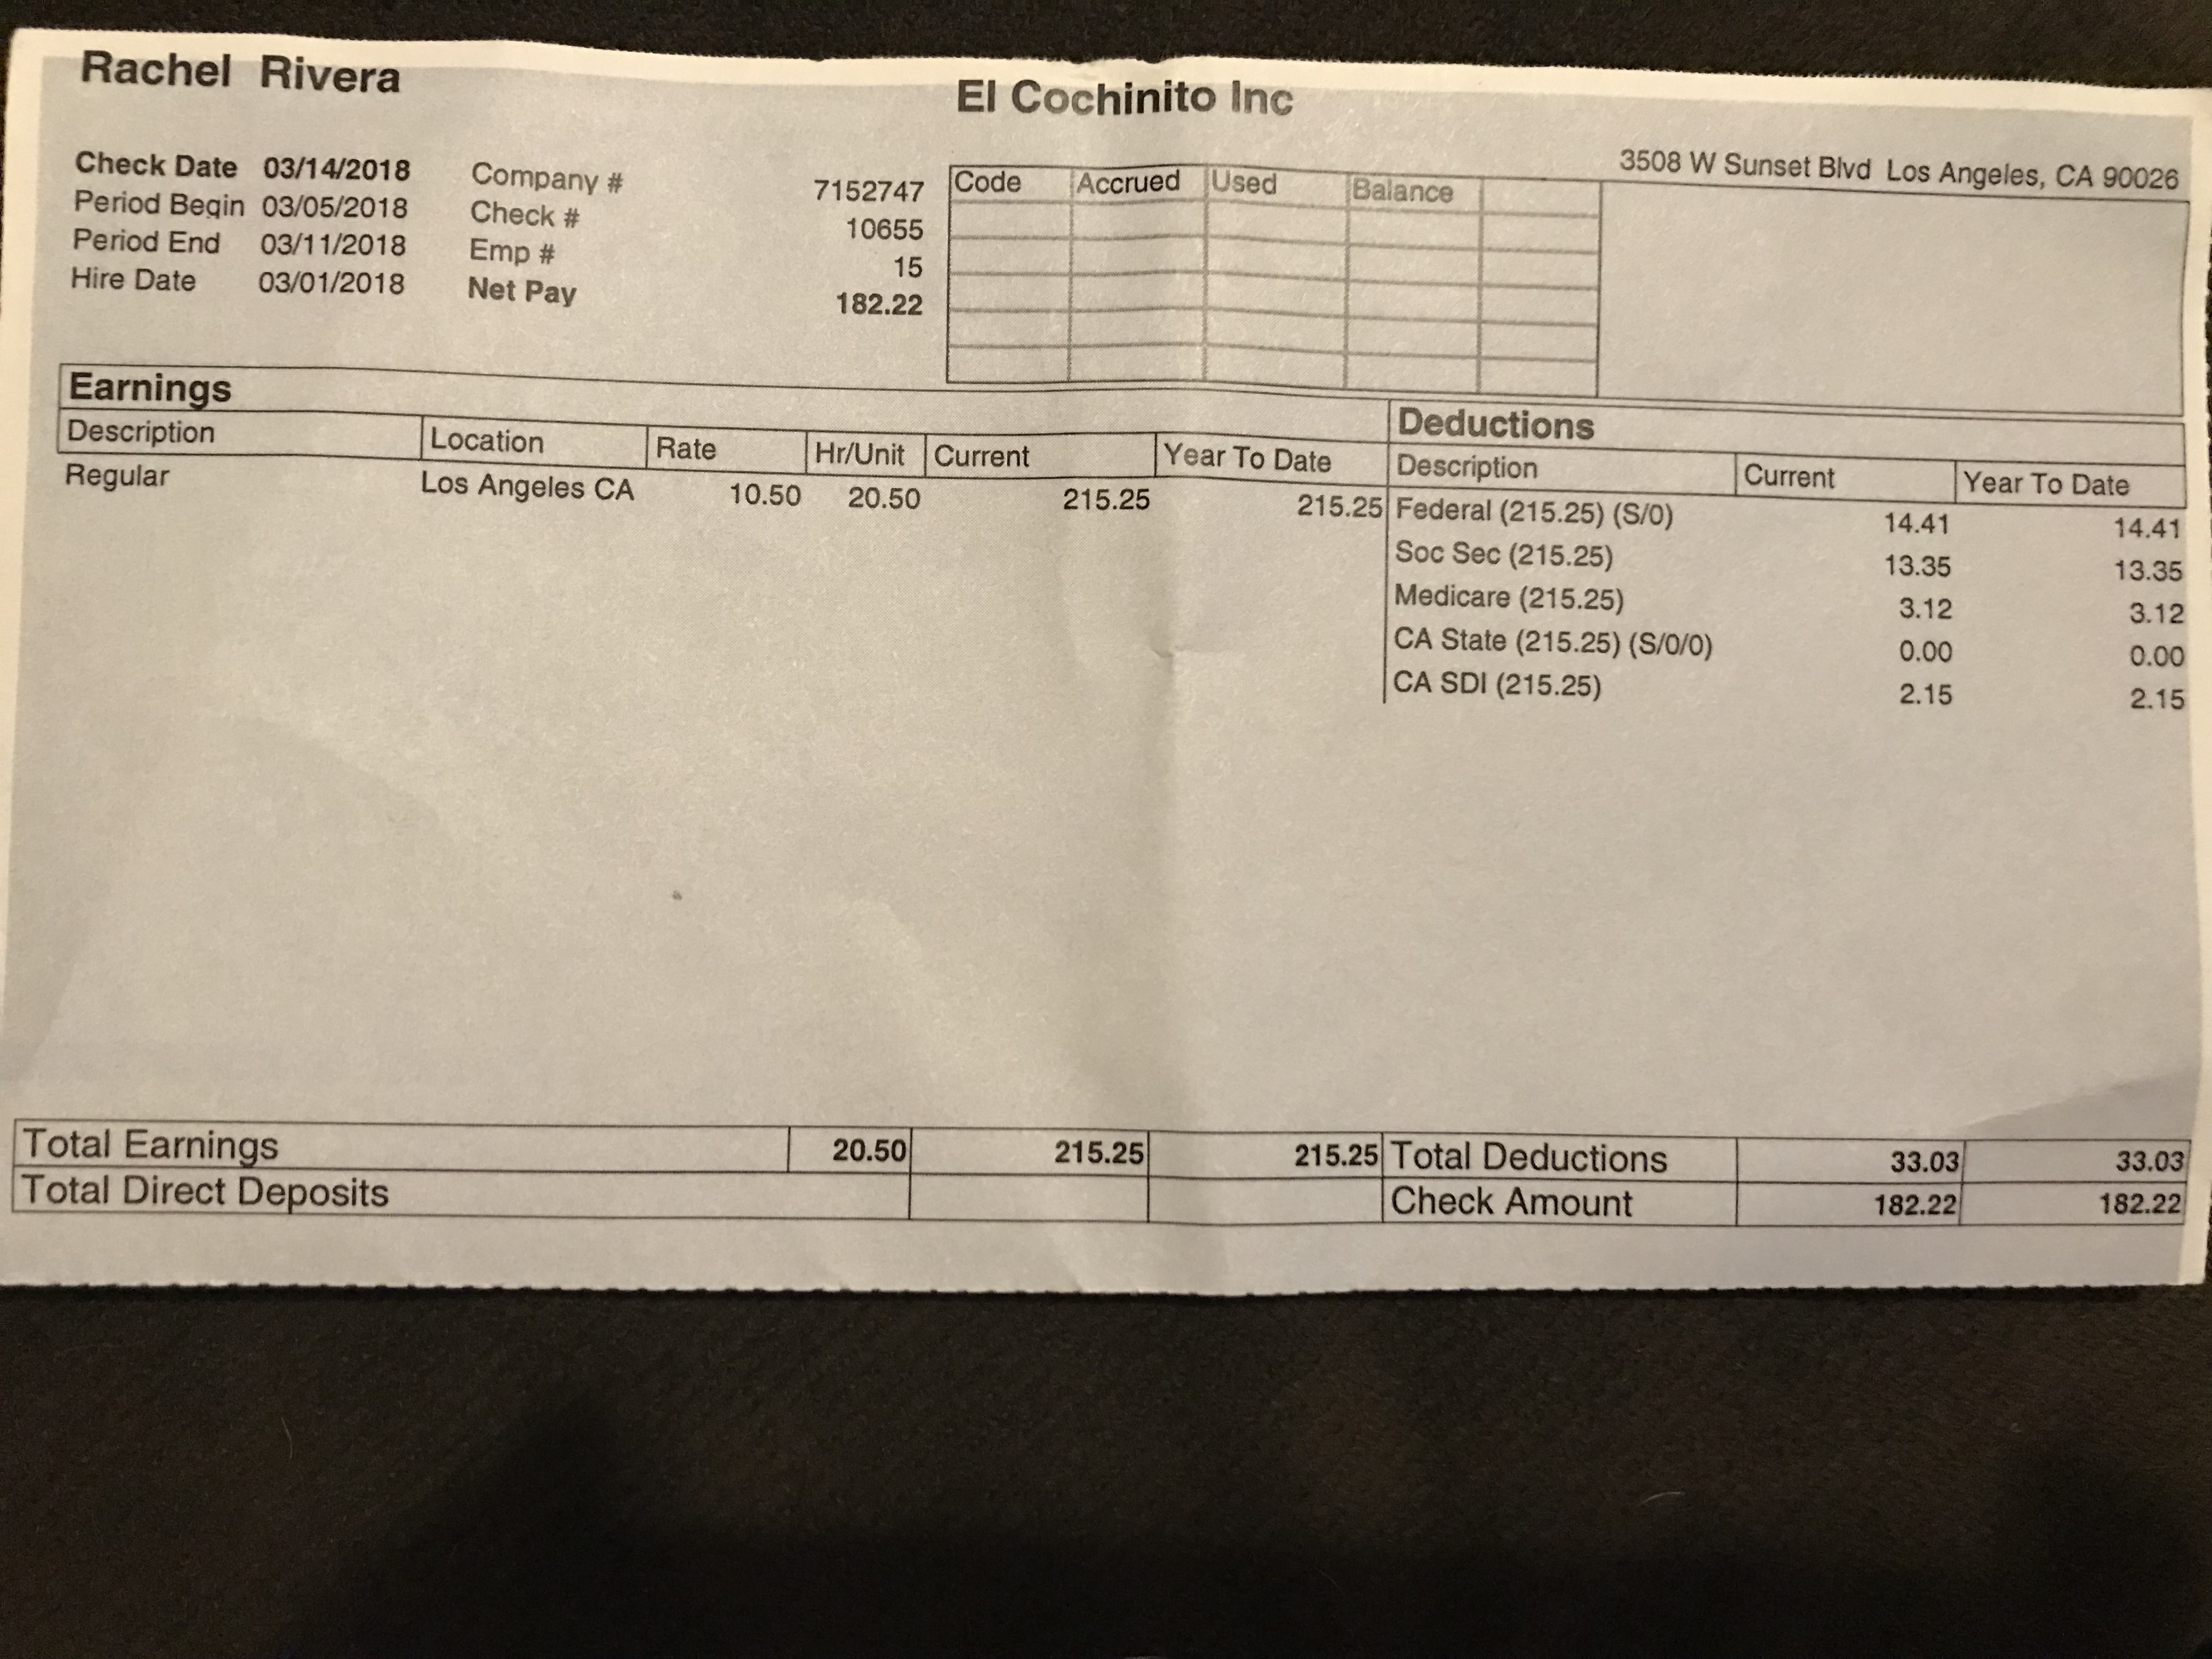 Rachel Rivera El Cochinito Inc
3508 W Sunset Blvd Los Angeles, CA 90026
Check Date 03/14/2018 Company # 7152747 Code Accrued Used Balance
Period Begin 03/05/2018 Check # 10655
Period End 03/11/2018 Emp # 15
Hire Date 03/01/2018 Net Pay 182.22
Earnings Deductions
Description Location Rate Hr/Unit Current Year To Date Description Current Year To Date
Regular Los Angeles CA 10.50 20.50 215.25 215.25 Federal (215.25) (S/0) 14.41 14.41
Soc Sec (215.25) 13.35 13.35
Medicare (215.25) 3.12 3.12
CA State (215.25) (S/0/0) 0.00 0.00
CA SDI (215.25) 2.15 2.15
Total Earnings 20.50 215.25 215.25 Total Deductions 33.03 33.03
Total Direct Deposits Check Amount 182.22 182.22